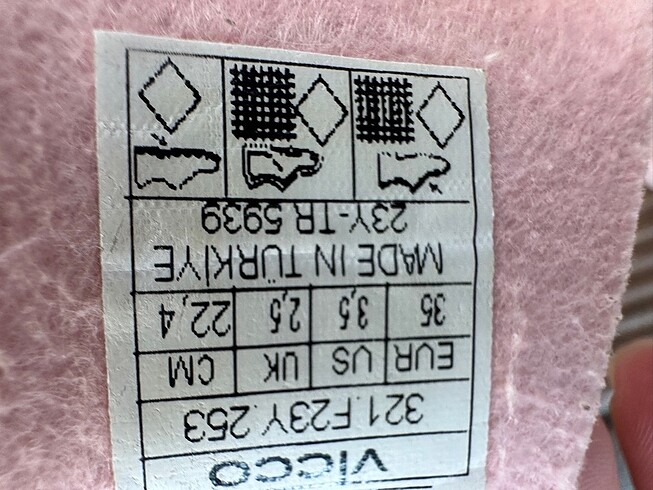 vicco
321.F23Y.253
EUR US UK CM
35 3,5 2,5 22,4
MADE IN TÜRKİYE
23Y-TR 5939